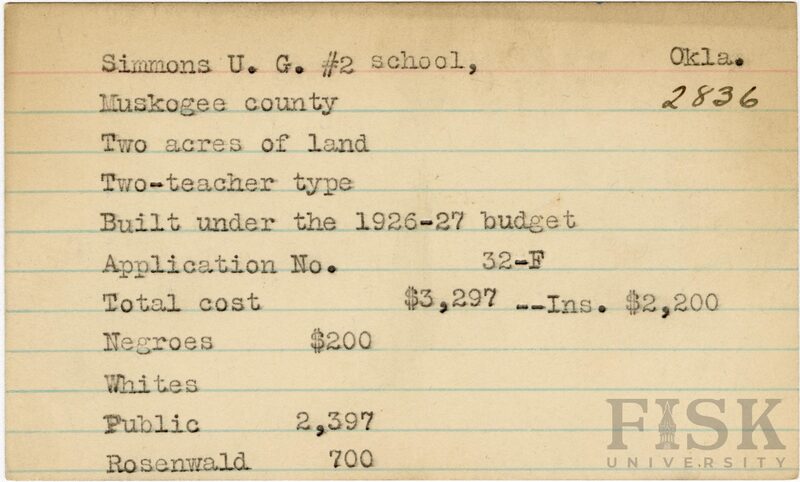 Simmons U. G. #2 school, Okla.
Muskogee county 2836
Two acres of land
Two-teacher type
Built under the 1926-27 budget
Application No. 32-F
Total cost $3,297 --Ins. $2,200
Negroes $200
Whites
Public 2,397
Rosenwald 700
FISK
UNIVERSITY